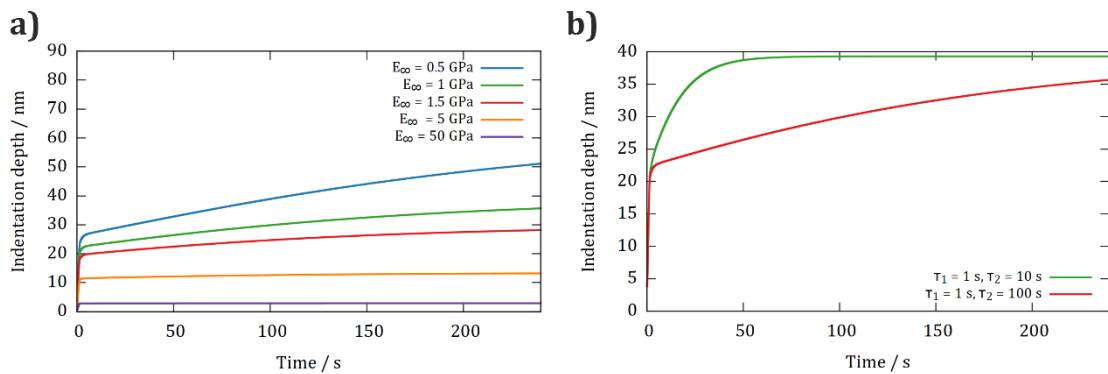 a)
Indentation depth / nm
90
80
70
60
50
40
30
20
10
0
E∞ = 0.5 GPa
E∞ = 1 GPa
E∞ = 1.5 GPa
E∞ = 5 GPa
E∞ = 50 GPa
0 50 100 150 200
Time / s
b)
Indentation depth / nm
40
35
30
25
20
15
10
5
0
τ1 = 1 s, τ2 = 10 s
τ1 = 1 s, τ2 = 100 s
0 50 100 150 200
Time / s